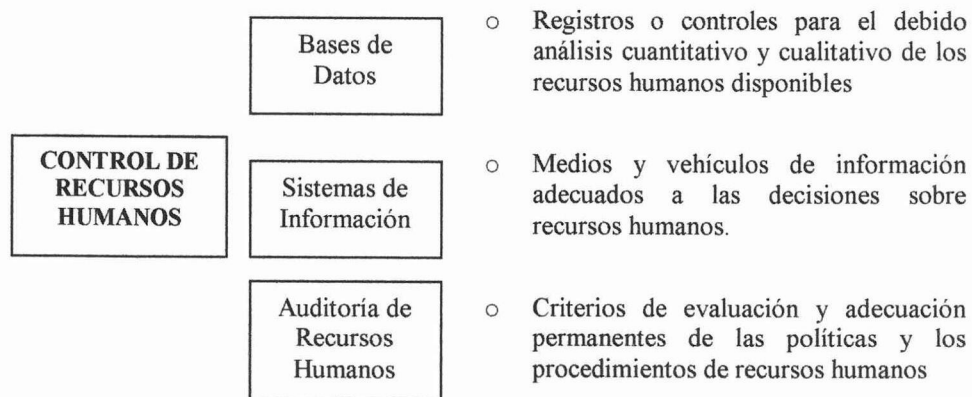 Bases de
Datos
○ Registros o controles para el debido
análisis cuantitativo y cualitativo de los
recursos humanos disponibles
CONTROL DE
RECURSOS
HUMANOS
Sistemas de
Información
○ Medios y vehículos de información
adecuados a las decisiones sobre
recursos humanos.
Auditoría de
Recursos
Humanos
○ Criterios de evaluación y adecuación
permanentes de las políticas y los
procedimientos de recursos humanos